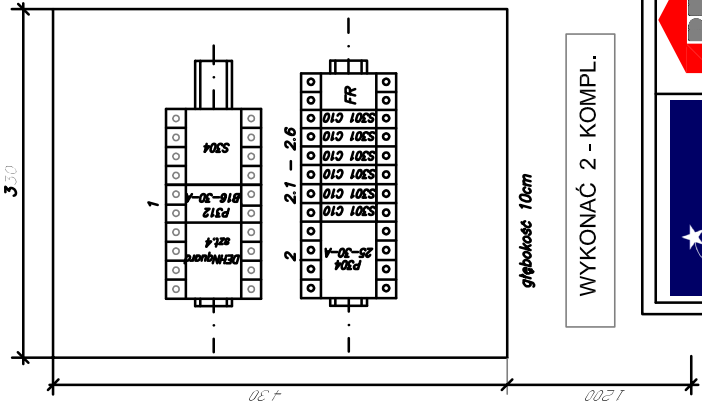 330
1
S304
P312
B16-30-A
DEHNguard
szt.4
2.1 - 2.6
FR
S301 C10
S301 C10
S301 C10
S301 C10
S301 C10
S301 C10
2
P304
25-30-A
głębokość 10cm
WYKONAĆ 2 - KOMPL.
430
1200